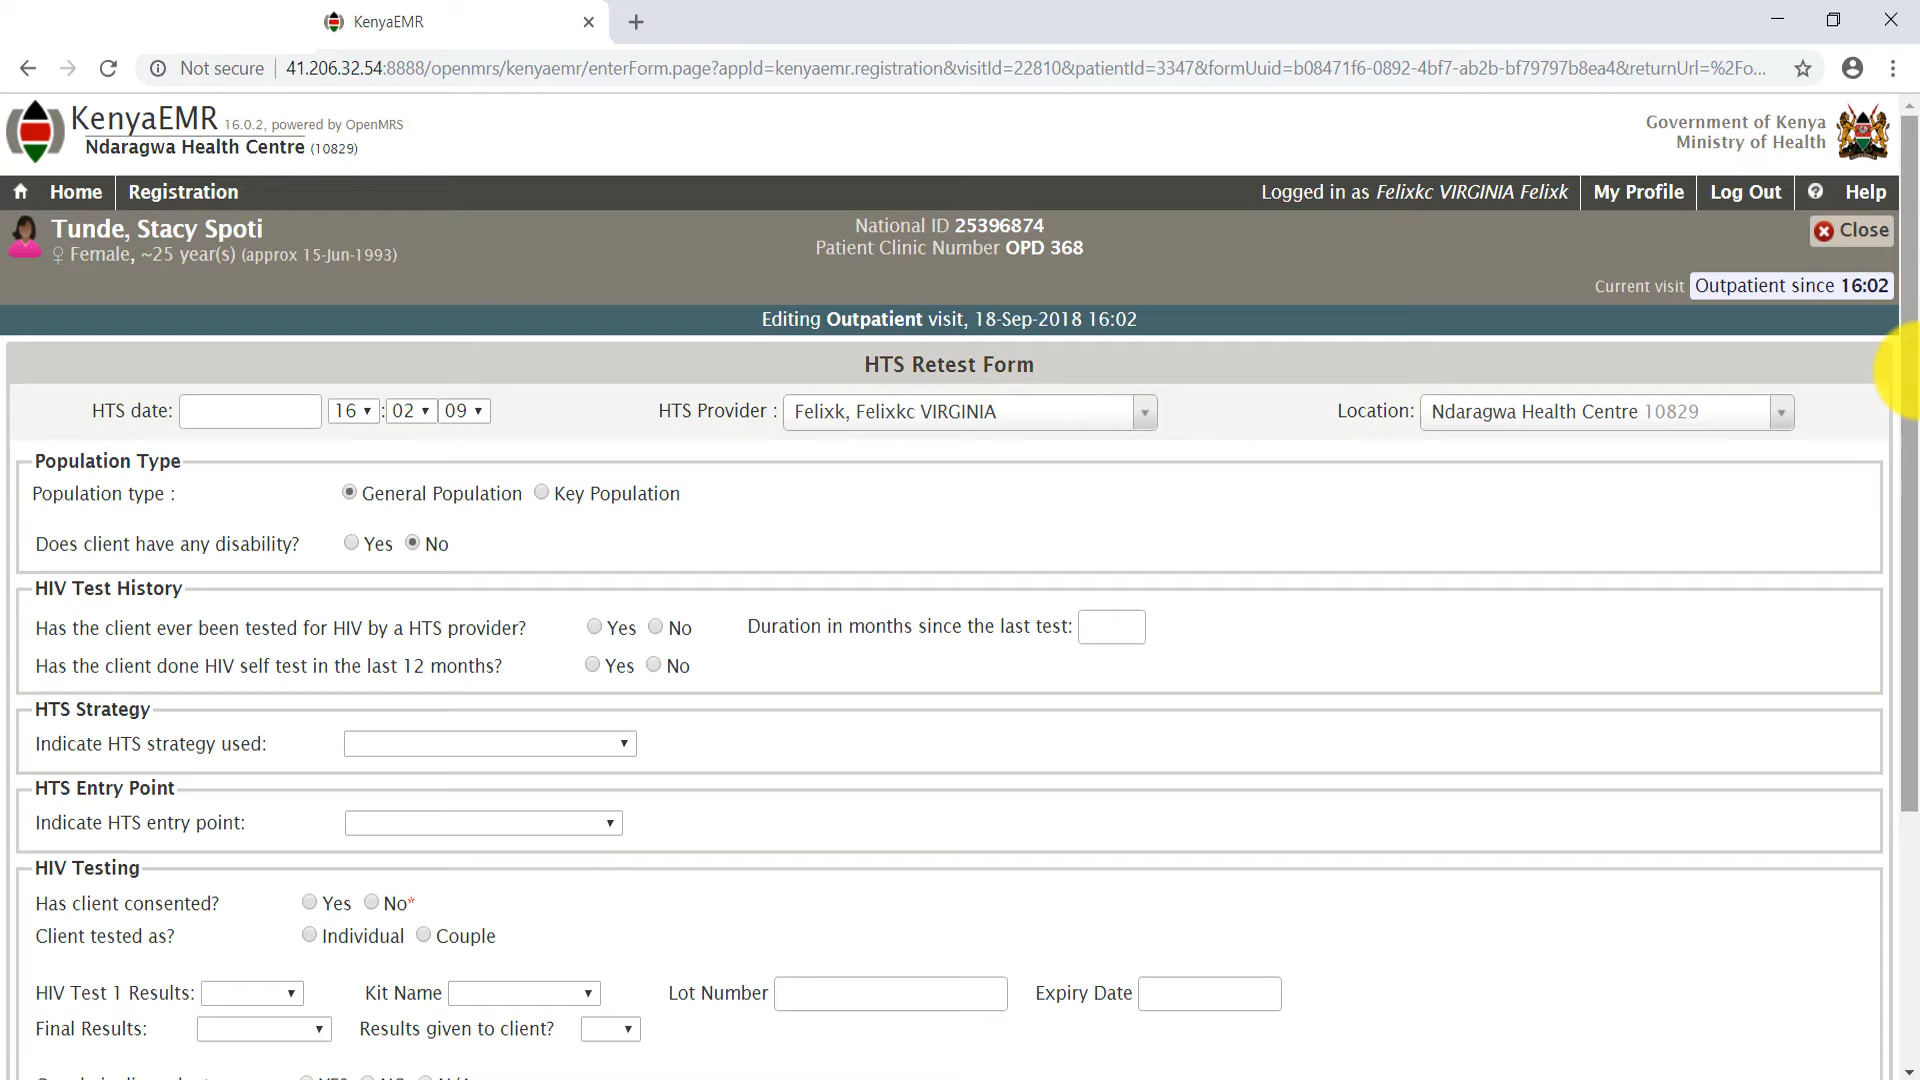 KenyaEMR
Not secure 41.206.32.54:8888/openmrs/kenyaemr/enterForm.page?appId=kenyaemr.registration&visitId=22810&patientId=3347&formUuid=b08471f6-0892-4bf7-ab2b-bf79797b8ea4&returnUrl=%2Fo...
KenyaEMR 16.0.2, powered by OpenMRS
Ndaragwa Health Centre (10829)
Government of Kenya
Ministry of Health
Home Registration Logged in as Felixkc VIRGINIA Felixk My Profile Log Out Help
Tunde, Stacy Spoti National ID 25396874 Close
Female, ~25 year(s) (approx 15-Jun-1993) Patient Clinic Number OPD 368
Current visit Outpatient since 16:02
Editing Outpatient visit, 18-Sep-2018 16:02
HTS Retest Form
HTS date: 16 : 02 09 HTS Provider : Felixk, Felixkc VIRGINIA Location: Ndaragwa Health Centre 10829
Population Type
Population type : General Population Key Population
Does client have any disability? Yes No
HIV Test History
Has the client ever been tested for HIV by a HTS provider? Yes No Duration in months since the last test:
Has the client done HIV self test in the last 12 months? Yes No
HTS Strategy
Indicate HTS strategy used:
HTS Entry Point
Indicate HTS entry point:
HIV Testing
Has client consented? Yes No*
Client tested as? Individual Couple
HIV Test 1 Results: Kit Name Lot Number Expiry Date
Final Results: Results given to client?